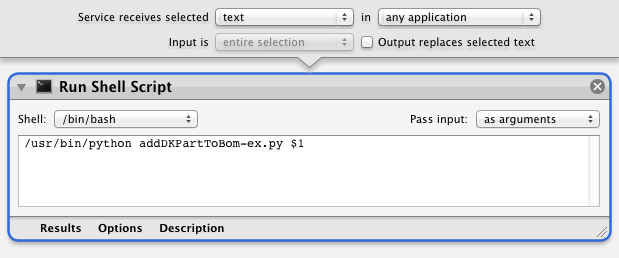 Service receives selected text in any application
Input is entire selection Output replaces selected text
Run Shell Script
Shell: /bin/bash Pass input: as arguments
/usr/bin/python addDKPartToBom-ex.py $1
Results Options Description